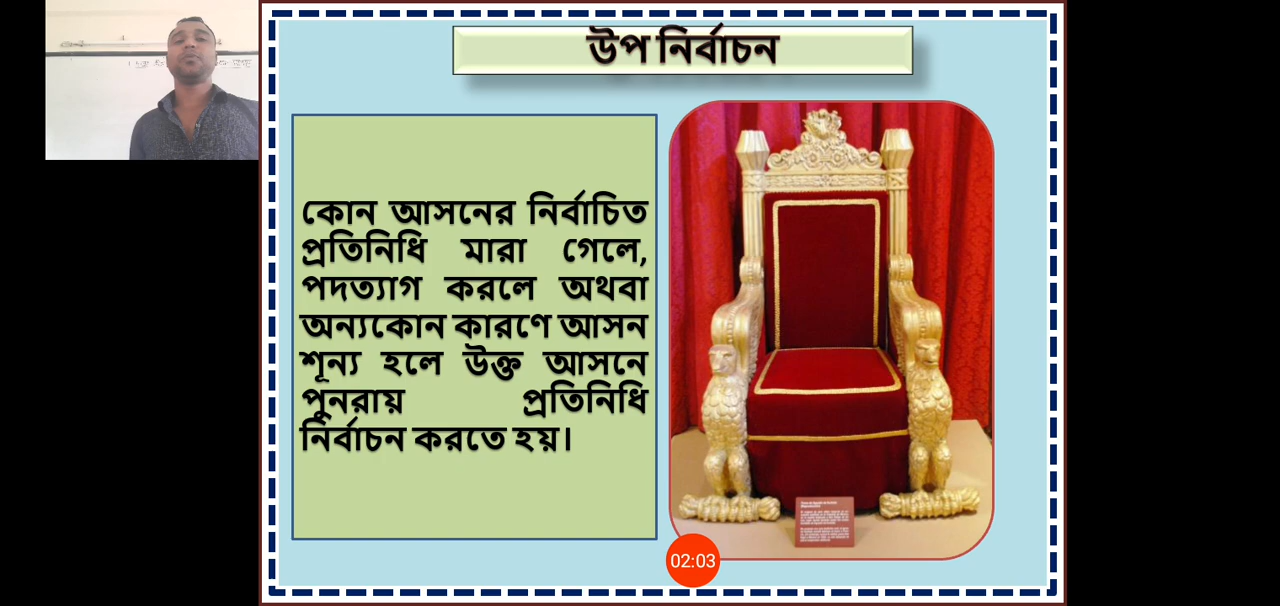 উপ নির্বাচন
কোন আসনের নির্বাচিত
প্রতিনিধি মারা গেলে,
পদত্যাগ করলে অথবা
অন্যকোন কারণে আসন
শূন্য হলে উক্ত আসনে
পুনরায় প্রতিনিধি
নির্বাচন করতে হয়।
02:03